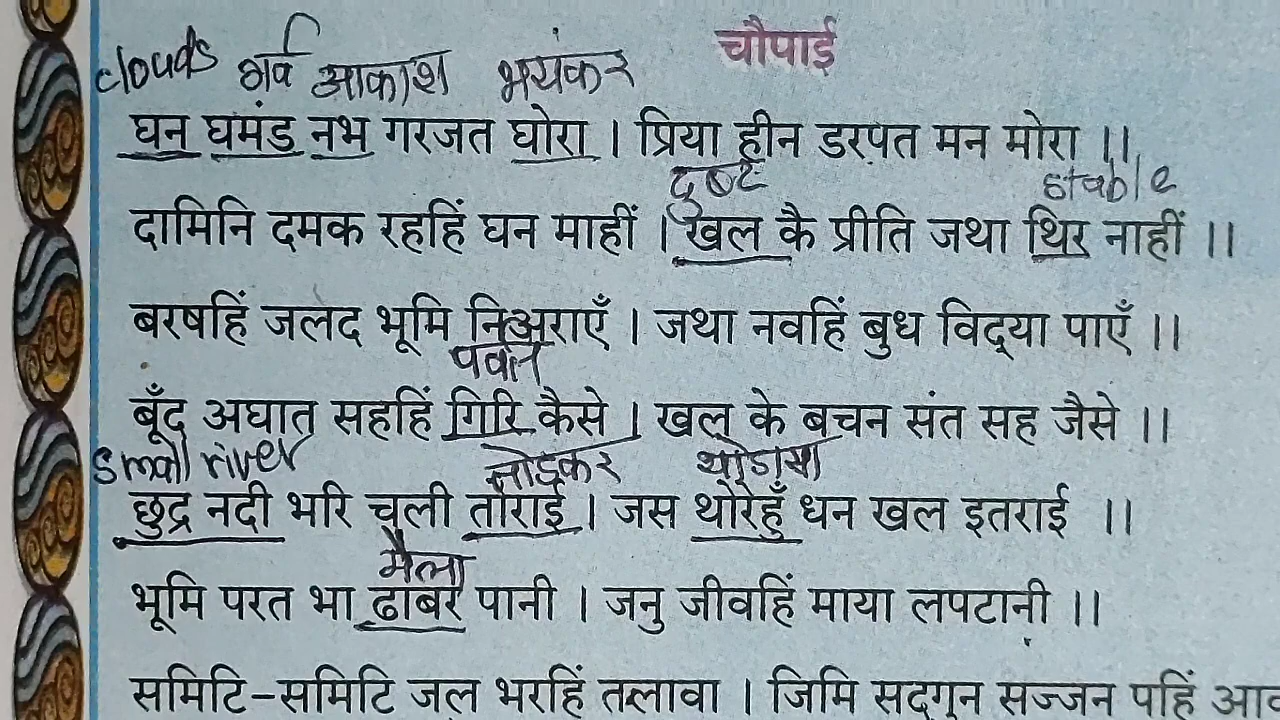 चौपाई
clouds गर्व आकाश भयंकर
घन घमंड नभ गरजत घोरा । प्रिया हीन डरपत मन मोरा ।।
दुष्ट stable
दामिनि दमक रहहिं घन माहीं । खल कै प्रीति जथा थिर नाहीं ।।
बरषहिं जलद भूमि निअराएँ । जथा नवहिं बुध विद्या पाएँ ।।
बूँद अघात सहहिं गिरि कैसे । खल के बचन संत सह जैसे ।।
small river तोड़कर थोड़ासा
छुद्र नदी भरि चली तोराई । जस थोरेहुँ धन खल इतराई ।।
मैला
भूमि परत भा ढाबर पानी । जनु जीवहिं माया लपटानी ।।
समिटि-समिटि जल भरहिं तलावा । जिमि सदगुन सज्जन पहिं